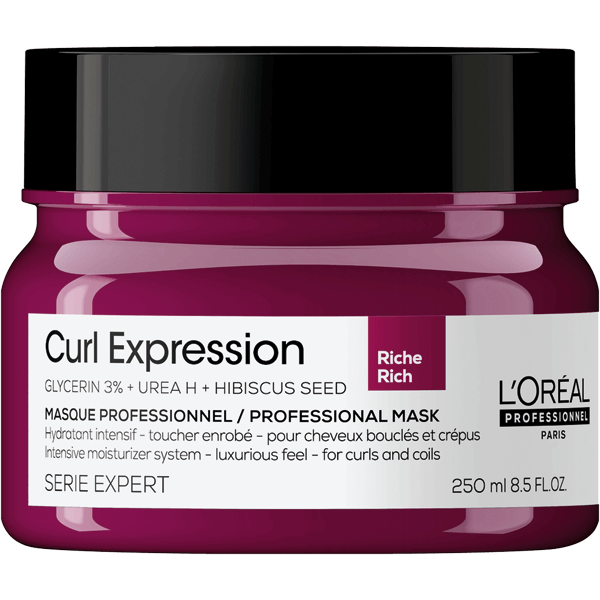 Curl Expression
Riche
Rich
GLYCERIN 3% + UREA H + HIBISCUS SEED
MASQUE PROFESSIONNEL / PROFESSIONAL MASK
Hydratant intensif - toucher enrobé - pour cheveux bouclés et crépus
Intensive moisturizer system - luxurious feel - for curls and coils
SERIE EXPERT
L'ORÉAL
PROFESSIONNEL
PARIS
250 ml 8.5 FL.OZ.